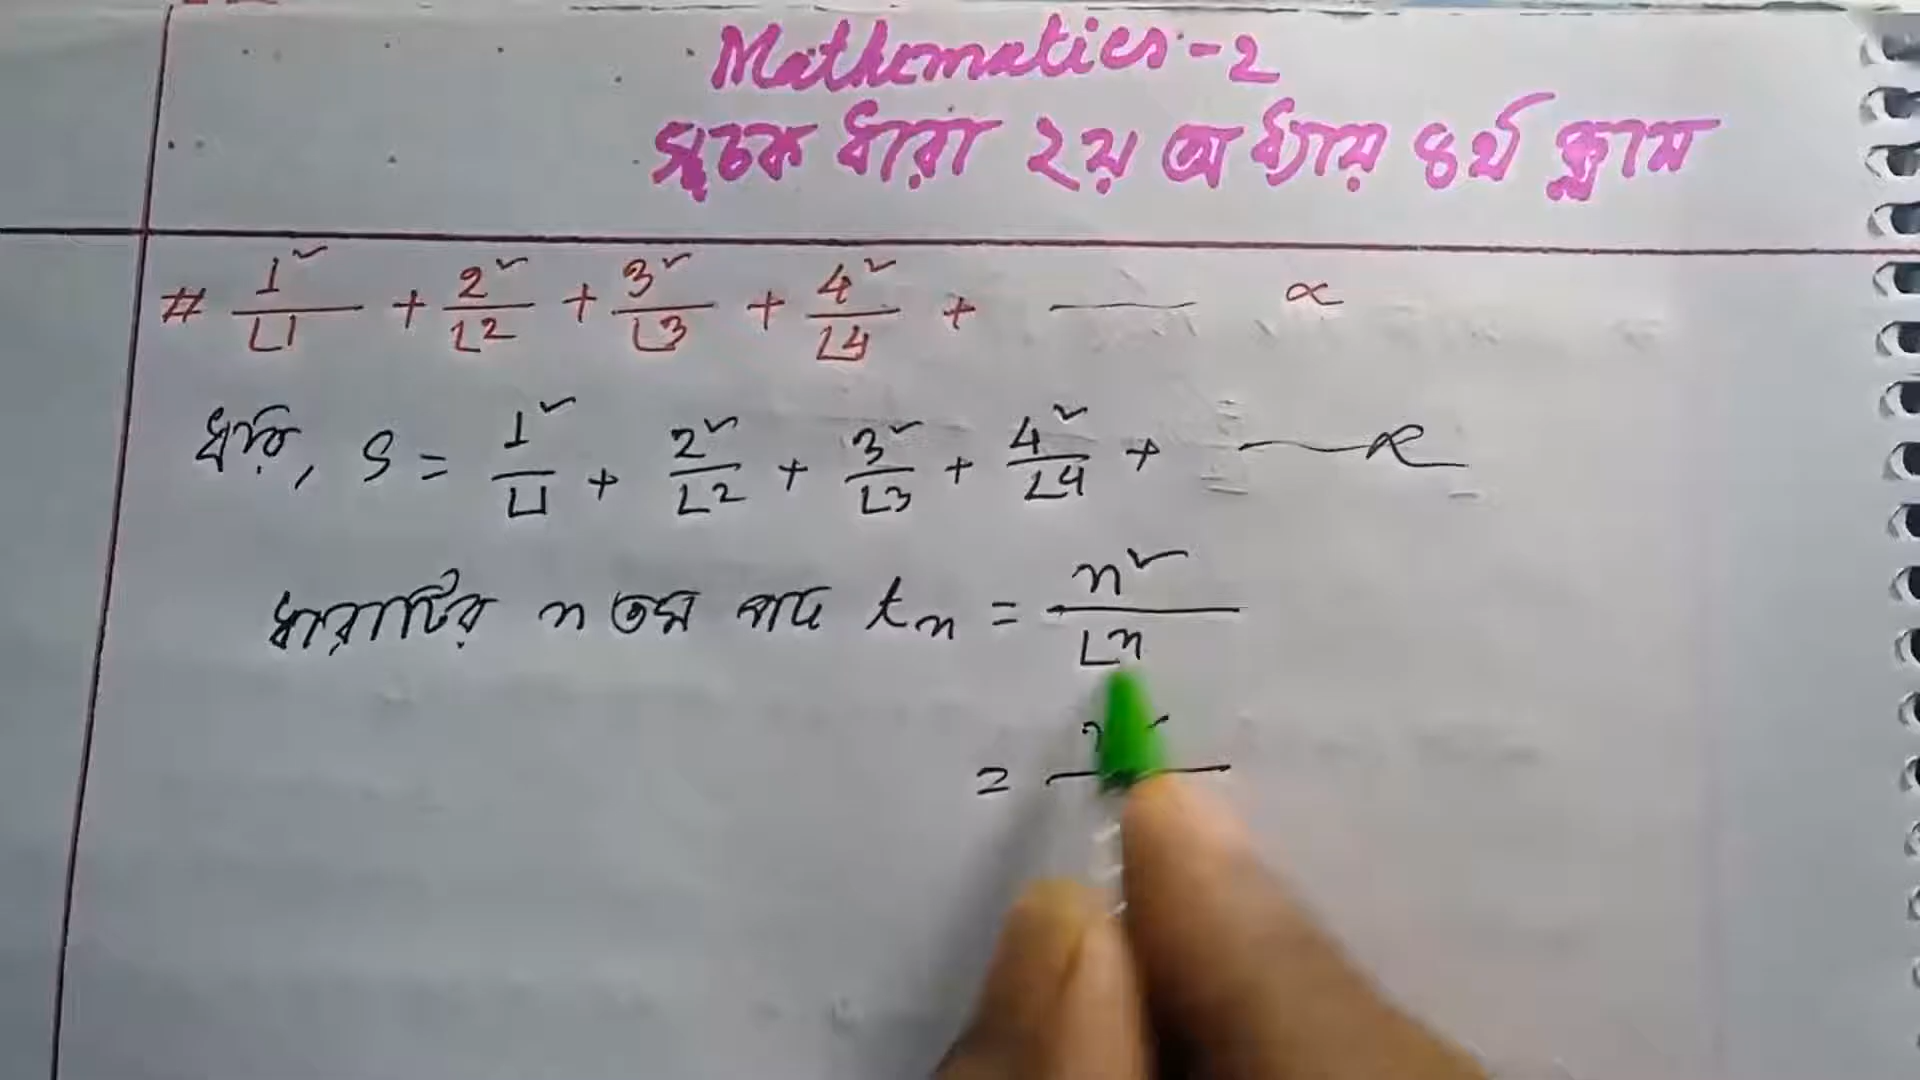 Mathematics-2
সূচক ধারা ২য় অধ্যায় ৪র্থ ক্লাস
# 1²/∟1 + 2²/∟2 + 3²/∟3 + 4²/∟4 + —— ∝
ধরি, S = 1²/∟1 + 2²/∟2 + 3²/∟3 + 4²/∟4 + —— ∝
ধারাটির n তম পদ tn = n²/∟n
=